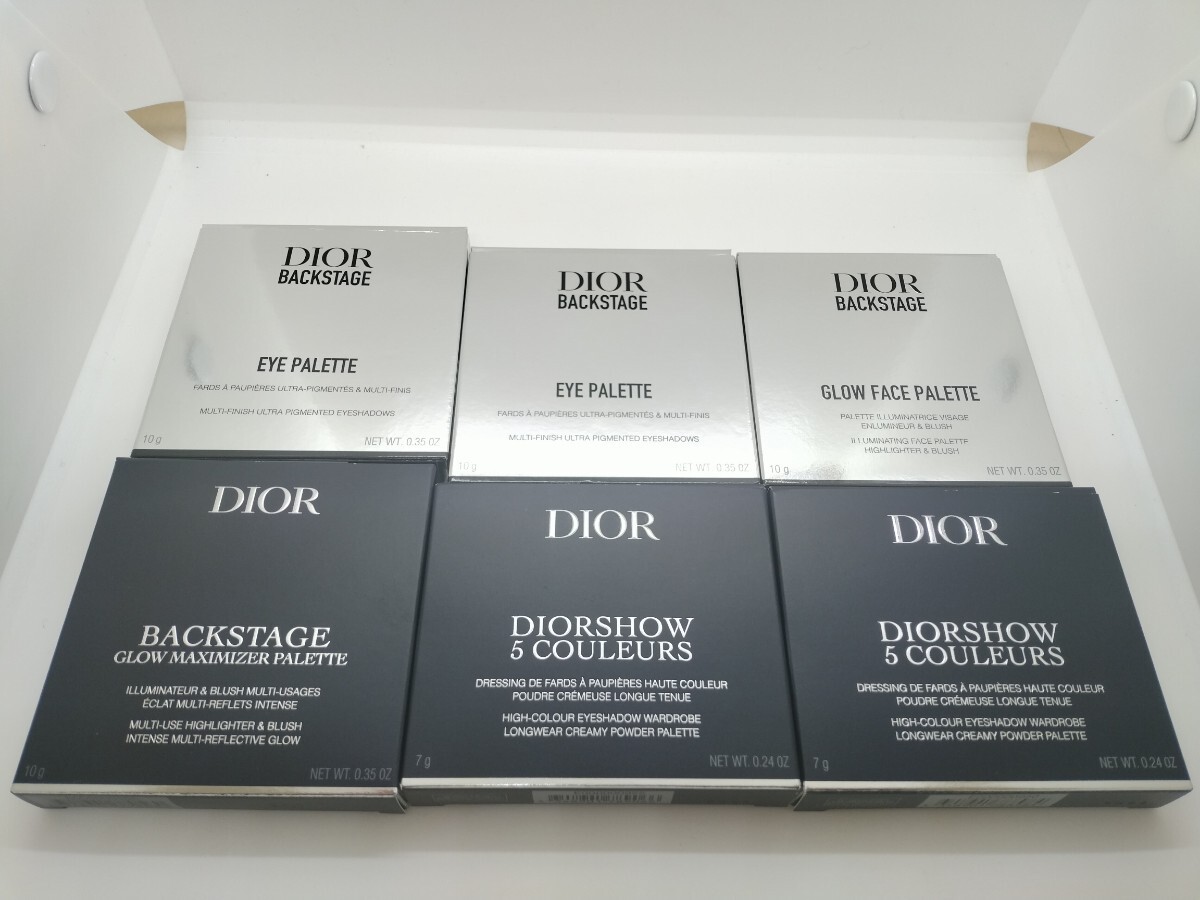 DIOR
BACKSTAGE
EYE PALETTE
FARDS À PAUPIÈRES ULTRA-PIGMENTÉS & MULTI-FINIS
MULTI-FINISH ULTRA PIGMENTED EYESHADOWS
10 g
NET WT. 0.35 OZ
DIOR
BACKSTAGE
EYE PALETTE
FARDS À PAUPIÈRES ULTRA-PIGMENTÉS & MULTI-FINIS
MULTI-FINISH ULTRA PIGMENTED EYESHADOWS
10 g
NET WT. 0.35 OZ
DIOR
BACKSTAGE
GLOW FACE PALETTE
PALETTE ILLUMINATRICE VISAGE
ENLUMINEUR & BLUSH
ILLUMINATING FACE PALETTE
HIGHLIGHTER & BLUSH
10 g
NET WT. 0.35 OZ
DIOR
BACKSTAGE
GLOW MAXIMIZER PALETTE
ILLUMINATEUR & BLUSH MULTI-USAGES
ÉCLAT MULTI-REFLETS INTENSE
MULTI-USE HIGHLIGHTER & BLUSH
INTENSE MULTI-REFLECTIVE GLOW
10 g
NET WT. 0.35 OZ
DIOR
DIORSHOW
5 COULEURS
DRESSING DE FARDS À PAUPIÈRES HAUTE COULEUR
POUDRE CRÉMEUSE LONGUE TENUE
HIGH-COLOUR EYESHADOW WARDROBE
LONGWEAR CREAMY POWDER PALETTE
7 g
NET WT. 0.24 OZ
DIOR
DIORSHOW
5 COULEURS
DRESSING DE FARDS À PAUPIÈRES HAUTE COULEUR
POUDRE CRÉMEUSE LONGUE TENUE
HIGH-COLOUR EYESHADOW WARDROBE
LONGWEAR CREAMY POWDER PALETTE
7 g
NET WT. 0.24 OZ